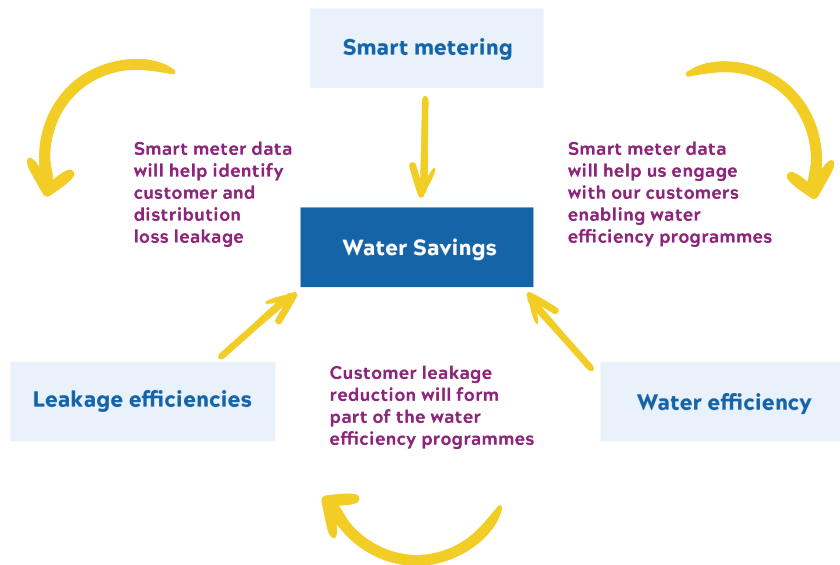 Smart metering
Smart meter data
will help identify
customer and
distribution
loss leakage
Smart meter data
will help us engage
with our customers
enabling water
efficiency programmes
Water Savings
Leakage efficiencies
Customer leakage
reduction will form
part of the water
efficiency programmes
Water efficiency